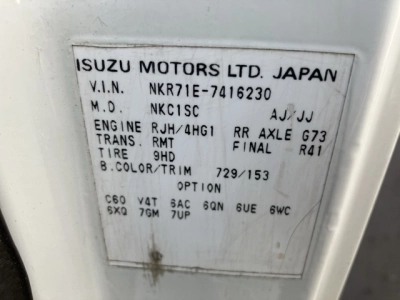 ISUZU MOTORS LTD. JAPAN
V.I.N. NKR71E-7416230
M.D. NKC1SC AJ/JJ
ENGINE RJH/4HG1 RR AXLE G73
TRANS. RMT FINAL R41
TIRE 9HD
B.COLOR/TRIM 729/153
OPTION
C60 V4T 6AC 6QN 6UE 6WC
6XQ 7GM 7UP